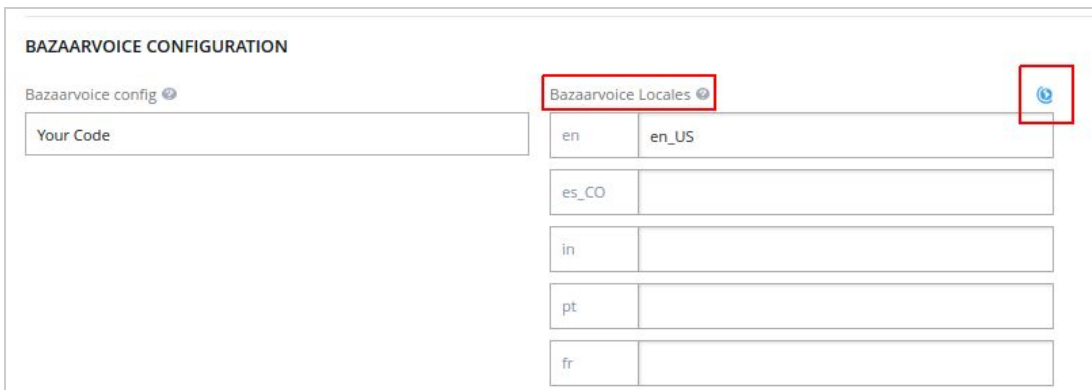 BAZAARVOICE CONFIGURATION
Bazaarvoice config
Bazaarvoice Locales
Your Code
en
en_US
es_CO
in
pt
fr